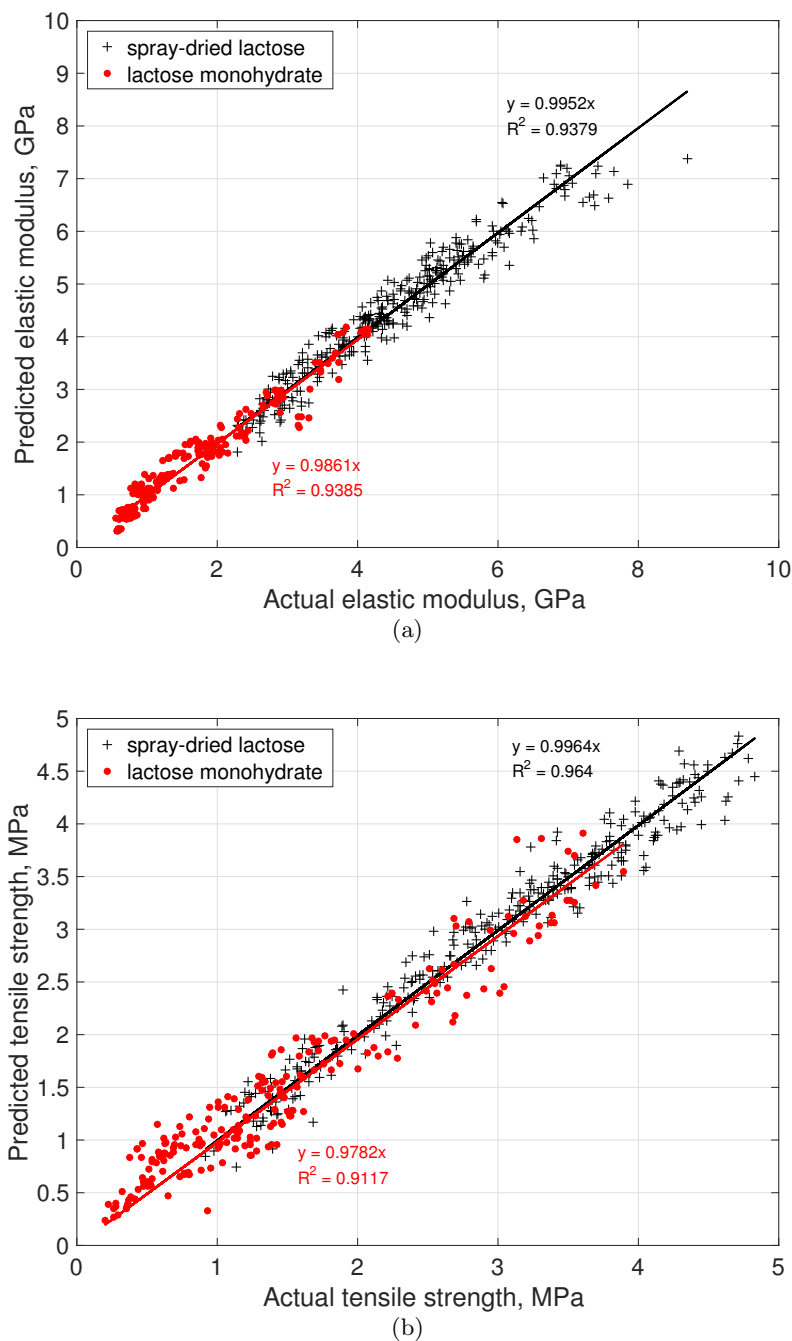 10
9
8
7
6
5
4
3
2
1
0
spray-dried lactose
lactose monohydrate
y = 0.9952x
R² = 0.9379
y = 0.9861x
R² = 0.9385
Predicted elastic modulus, GPa
0 2 4 6 8 10
Actual elastic modulus, GPa
(a)
5
4.5
4
3.5
3
2.5
2
1.5
1
0.5
0
spray-dried lactose
lactose monohydrate
y = 0.9964x
R² = 0.964
y = 0.9782x
R² = 0.9117
Predicted tensile strength, MPa
0 1 2 3 4 5
Actual tensile strength, MPa
(b)